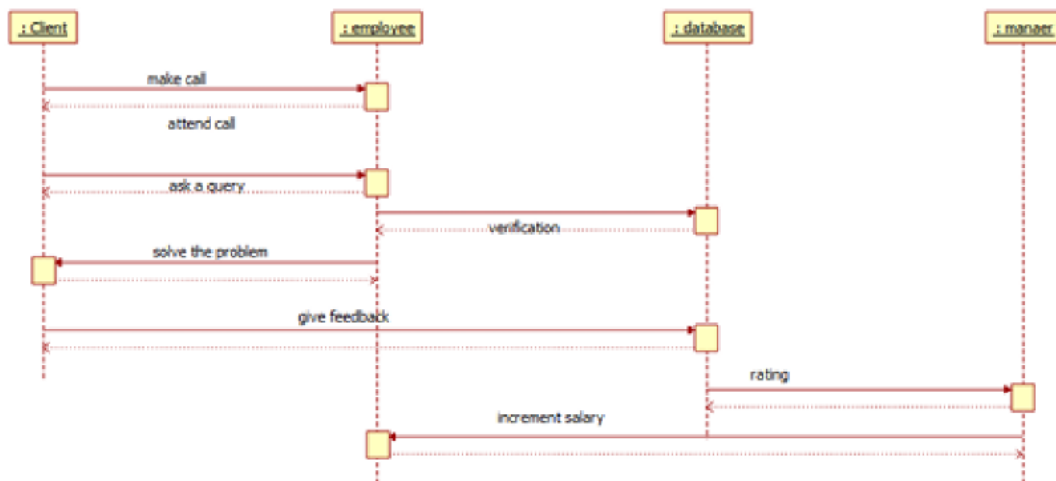 : Client
: employee
: database
: manaer
make call
attend call
ask a query
verification
solve the problem
give feedback
rating
increment salary